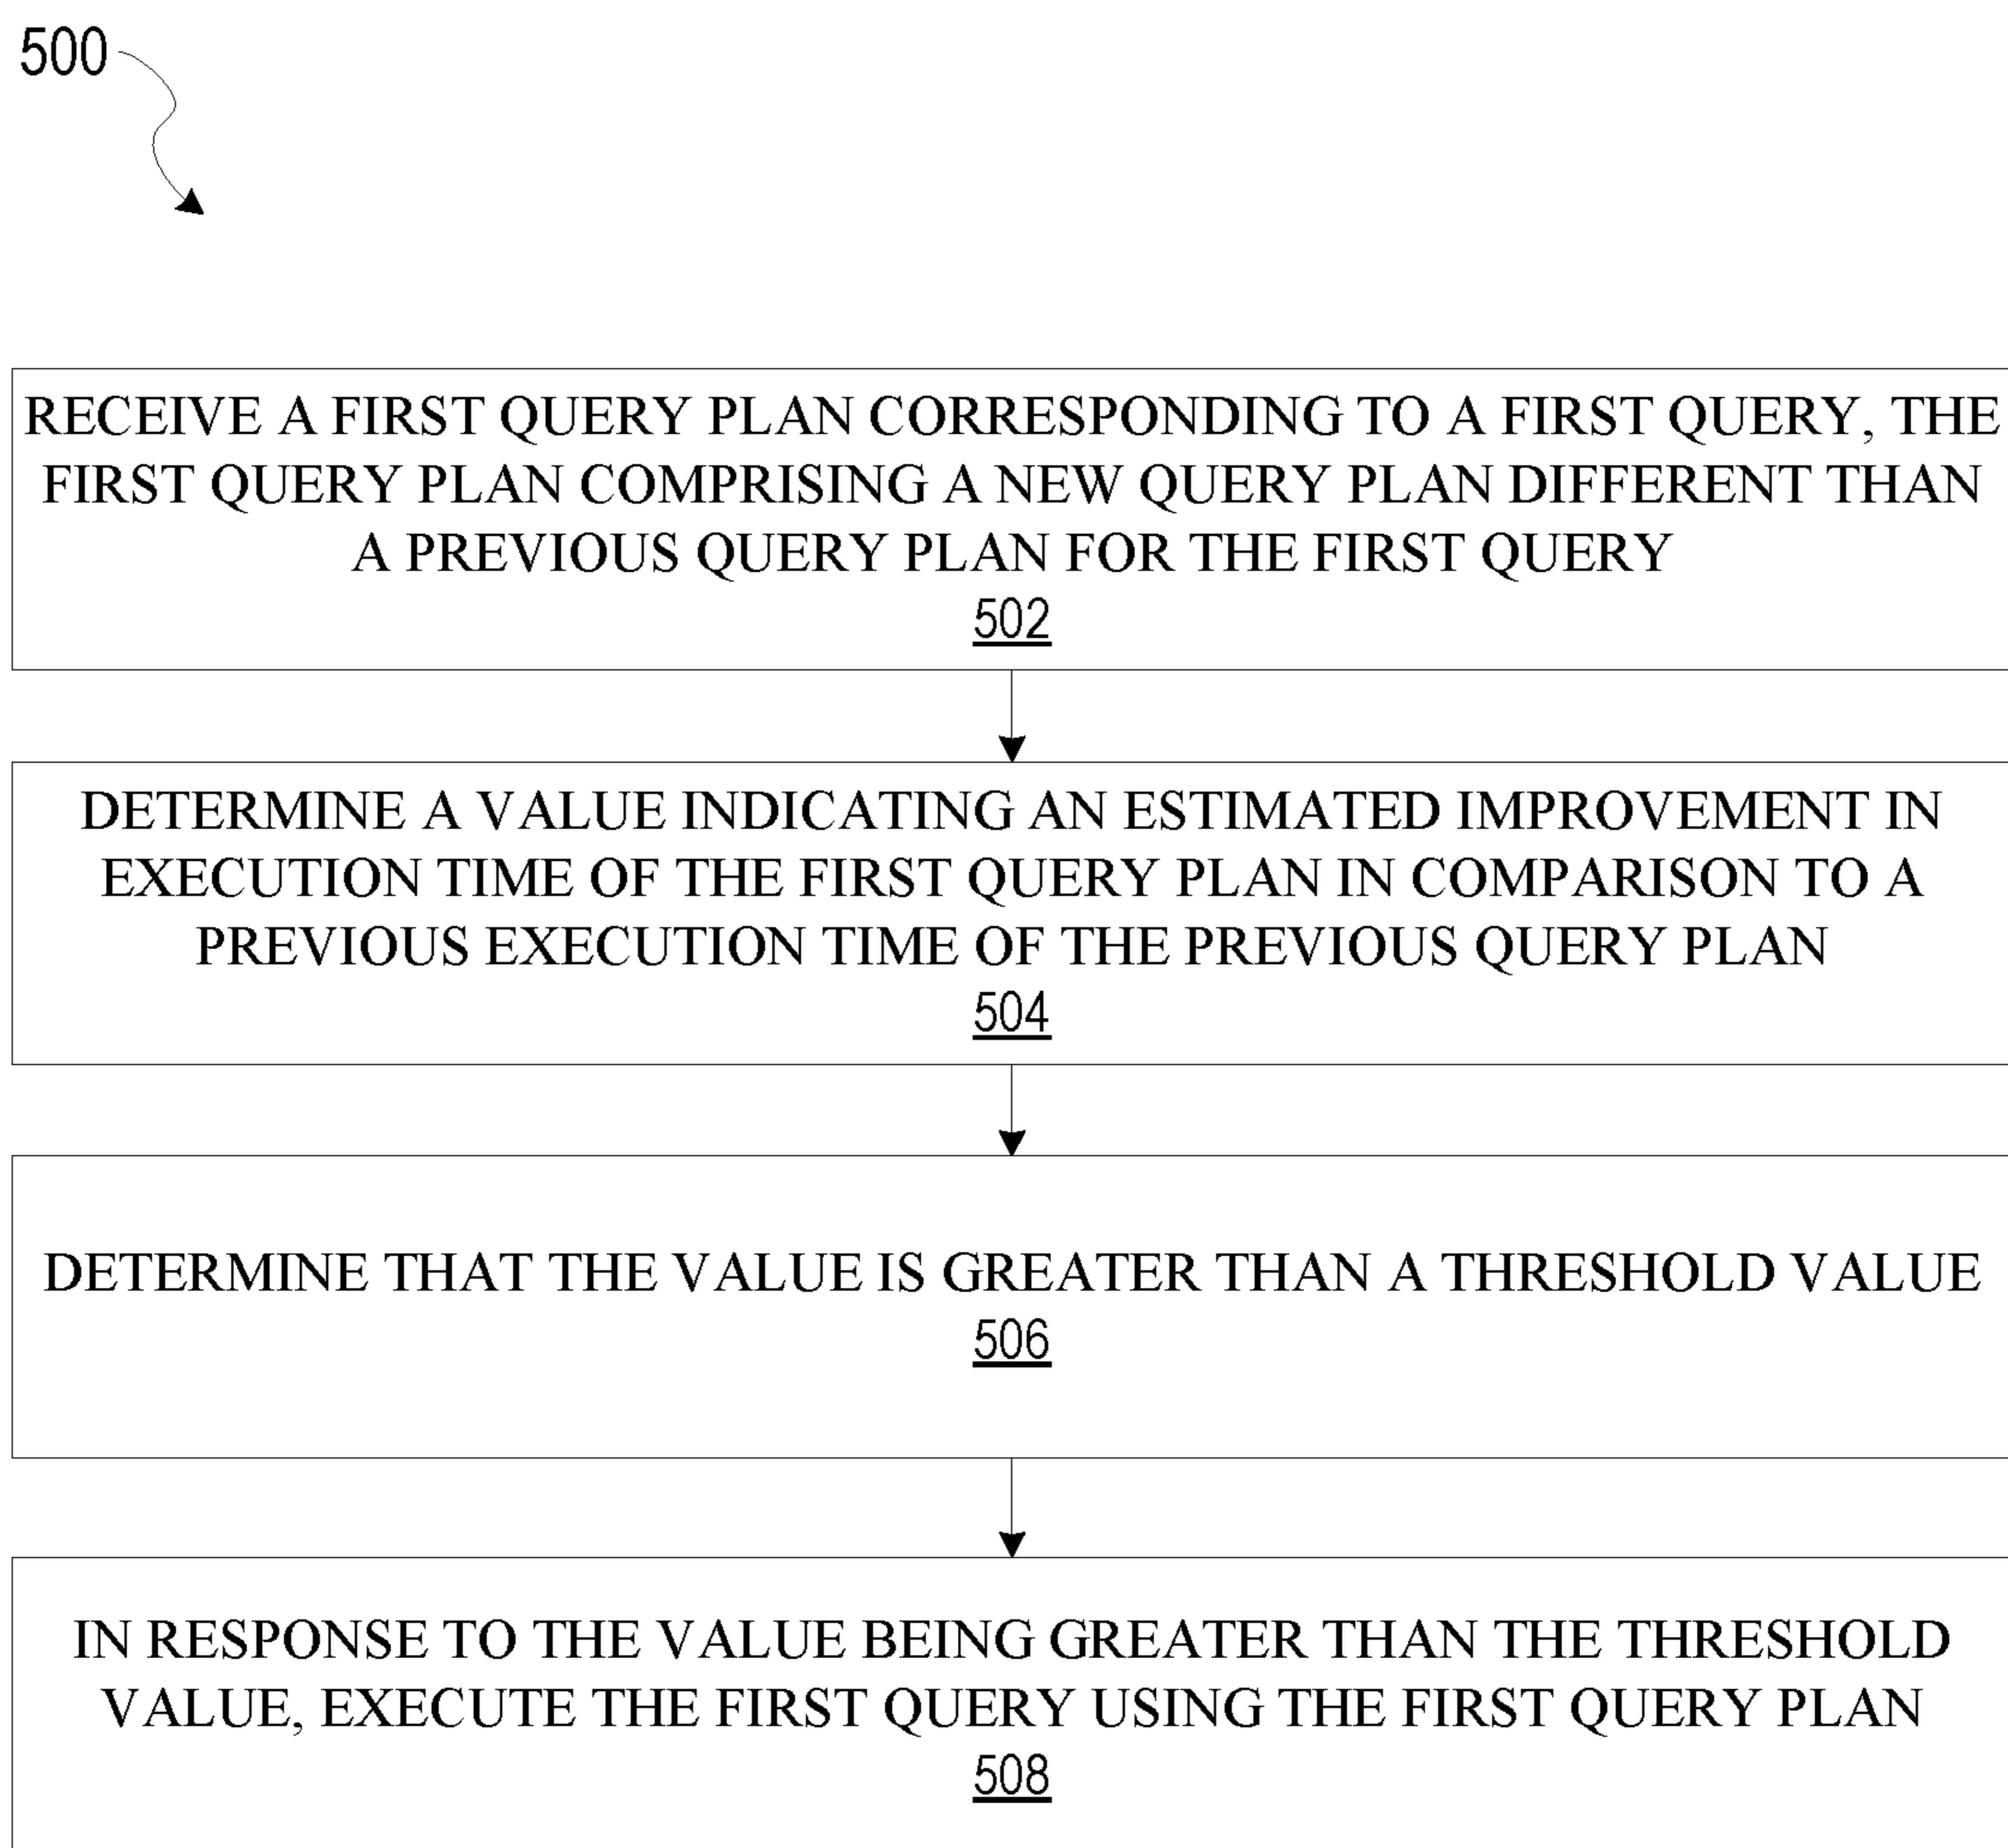 500
RECEIVE A FIRST QUERY PLAN CORRESPONDING TO A FIRST QUERY, THE
FIRST QUERY PLAN COMPRISING A NEW QUERY PLAN DIFFERENT THAN
A PREVIOUS QUERY PLAN FOR THE FIRST QUERY
502
DETERMINE A VALUE INDICATING AN ESTIMATED IMPROVEMENT IN
EXECUTION TIME OF THE FIRST QUERY PLAN IN COMPARISON TO A
PREVIOUS EXECUTION TIME OF THE PREVIOUS QUERY PLAN
504
DETERMINE THAT THE VALUE IS GREATER THAN A THRESHOLD VALUE
506
IN RESPONSE TO THE VALUE BEING GREATER THAN THE THRESHOLD
VALUE, EXECUTE THE FIRST QUERY USING THE FIRST QUERY PLAN
508